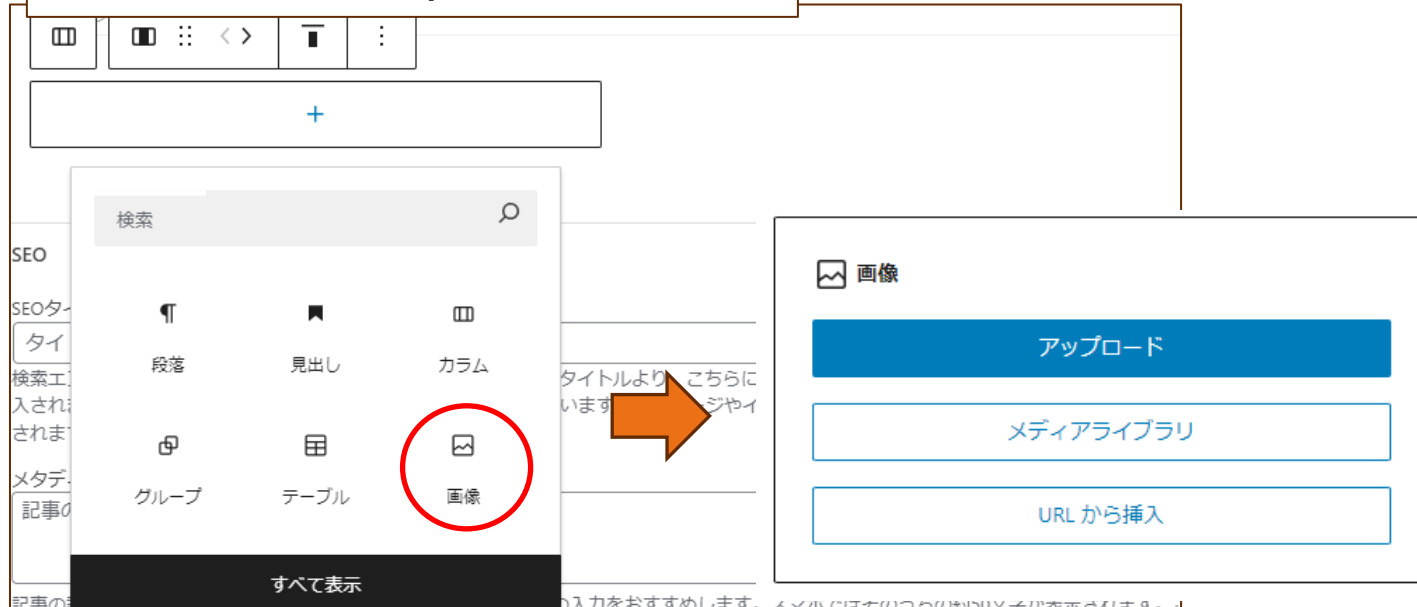 +
検索
SEO
SEOタイ
タイ
検索エ
タイトルより、こちらに
入されま
います
ージやイ
されま
メタデ
記事の
段落
見出し
カラム
グループ
テーブル
画像
すべて表示
記事の
の入力をおすすめします。
画像
アップロード
メディアライブラリ
URL から挿入